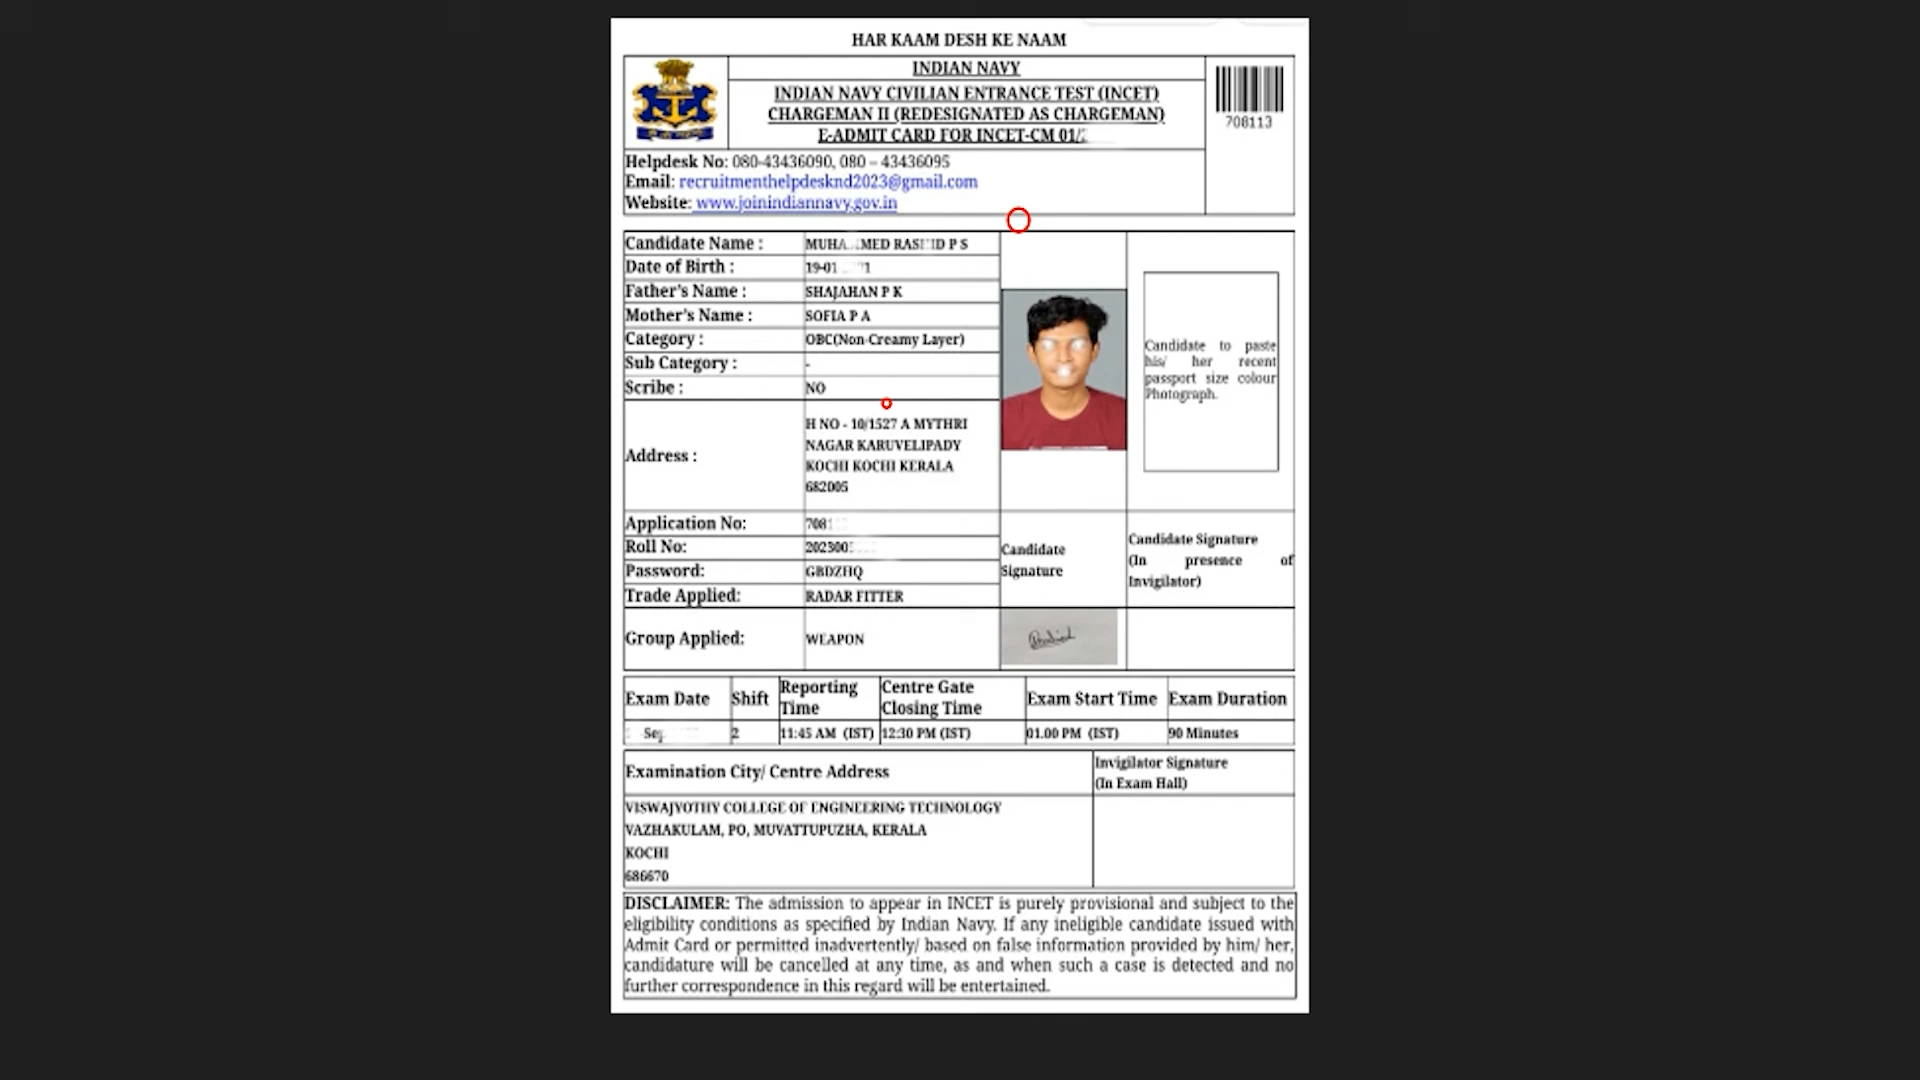 HAR KAAM DESH KE NAAM
INDIAN NAVY
INDIAN NAVY CIVILIAN ENTRANCE TEST (INCET)
CHARGEMAN II (REDESIGNATED AS CHARGEMAN)
E-ADMIT CARD FOR INCET-CM 01/
708113
Helpdesk No: 080-43436090, 080 – 43436095
Email: recruitmenthelpdesknd2023@gmail.com
Website: www.joinindiannavy.gov.in
Candidate Name : P S
Date of Birth : 19-01
Father's Name : SHAJAHAN P K
Mother's Name : SOFIA P A
Category : OBC(Non-Creamy Layer)
Sub Category : -
Scribe : NO
Address :
H NO - 10/1527 A MYTHRI
NAGAR KARUVELIPADY
KOCHI KOCHI KERALA
682005
Candidate to paste
his/ her recent
passport size colour
Photograph.
Application No: 708
Roll No: 202300
Password: GBDZHQ
Trade Applied: RADAR FITTER
Group Applied: WEAPON
Candidate
Signature
Candidate Signature
(In presence of
Invigilator)
Exam Date Shift Reporting Time Centre Gate Closing Time Exam Start Time Exam Duration
2 11:45 AM (IST) 12:30 PM (IST) 01.00 PM (IST) 90 Minutes
Examination City/ Centre Address
Invigilator Signature
(In Exam Hall)
VISWAJYOTHY COLLEGE OF ENGINEERING TECHNOLOGY
VAZHAKULAM, PO, MUVATTUPUZHA, KERALA
KOCHI
686670
DISCLAIMER: The admission to appear in INCET is purely provisional and subject to the
eligibility conditions as specified by Indian Navy. If any ineligible candidate issued with
Admit Card or permitted inadvertently/ based on false information provided by him/ her,
candidature will be cancelled at any time, as and when such a case is detected and no
further correspondence in this regard will be entertained.